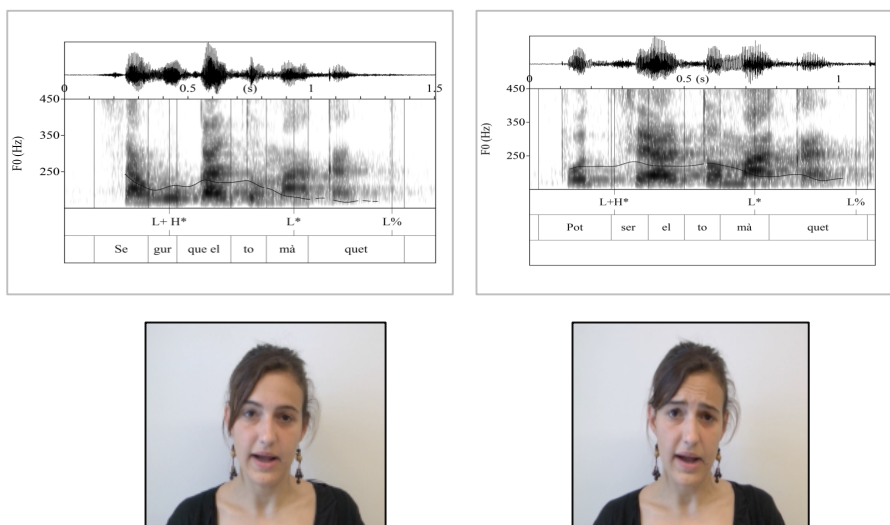 0 0.5 (s) 1 1.5
450
350
250
F0 (Hz)
L+ H* L* L%
Se gur que el to mà quet
0 0.5 (s) 1
450
350
250
F0 (Hz)
L+H* L* L%
Pot ser el to mà quet